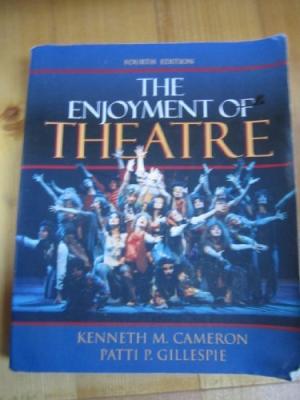 FOURTH EDITION
THE
ENJOYMENT OF
THEATRE
KENNETH M. CAMERON
PATTI P. GILLESPIE